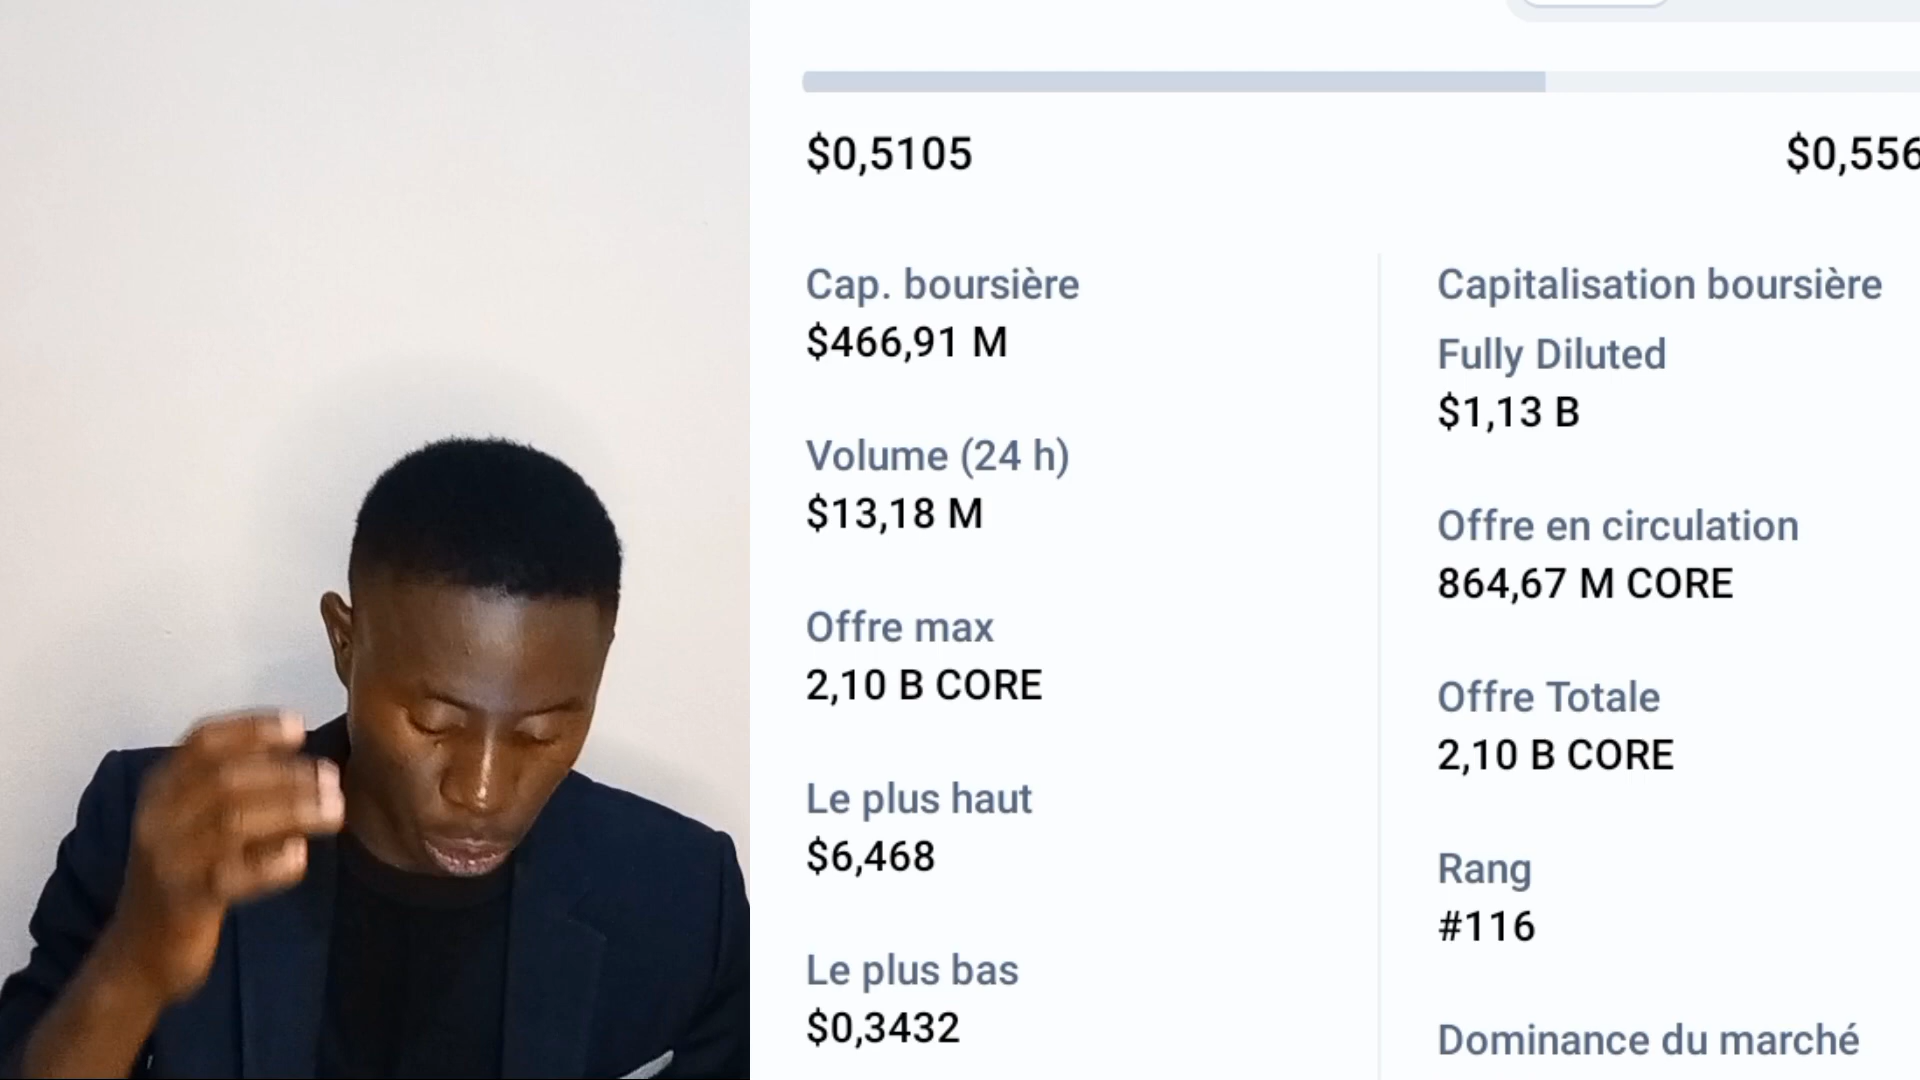 $0,5105
$0,556
Cap. boursière
$466,91 M
Volume (24 h)
$13,18 M
Offre max
2,10 B CORE
Le plus haut
$6,468
Le plus bas
$0,3432
Capitalisation boursière
Fully Diluted
$1,13 B
Offre en circulation
864,67 M CORE
Offre Totale
2,10 B CORE
Rang
#116
Dominance du marché